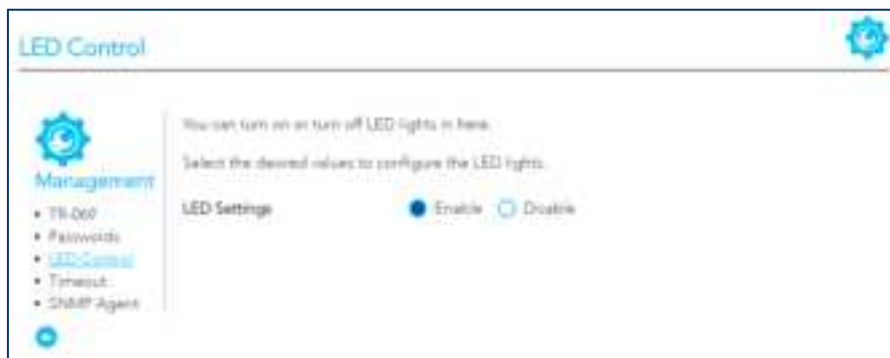 LED Control
You can turn on or turn off LED lights in here.
Select the desired values to configure the LED lights.
Management
LED Settings
Enable
Disable
• TR-069
• Passwords
• LED Control
• Timeout
• SNMP Agent